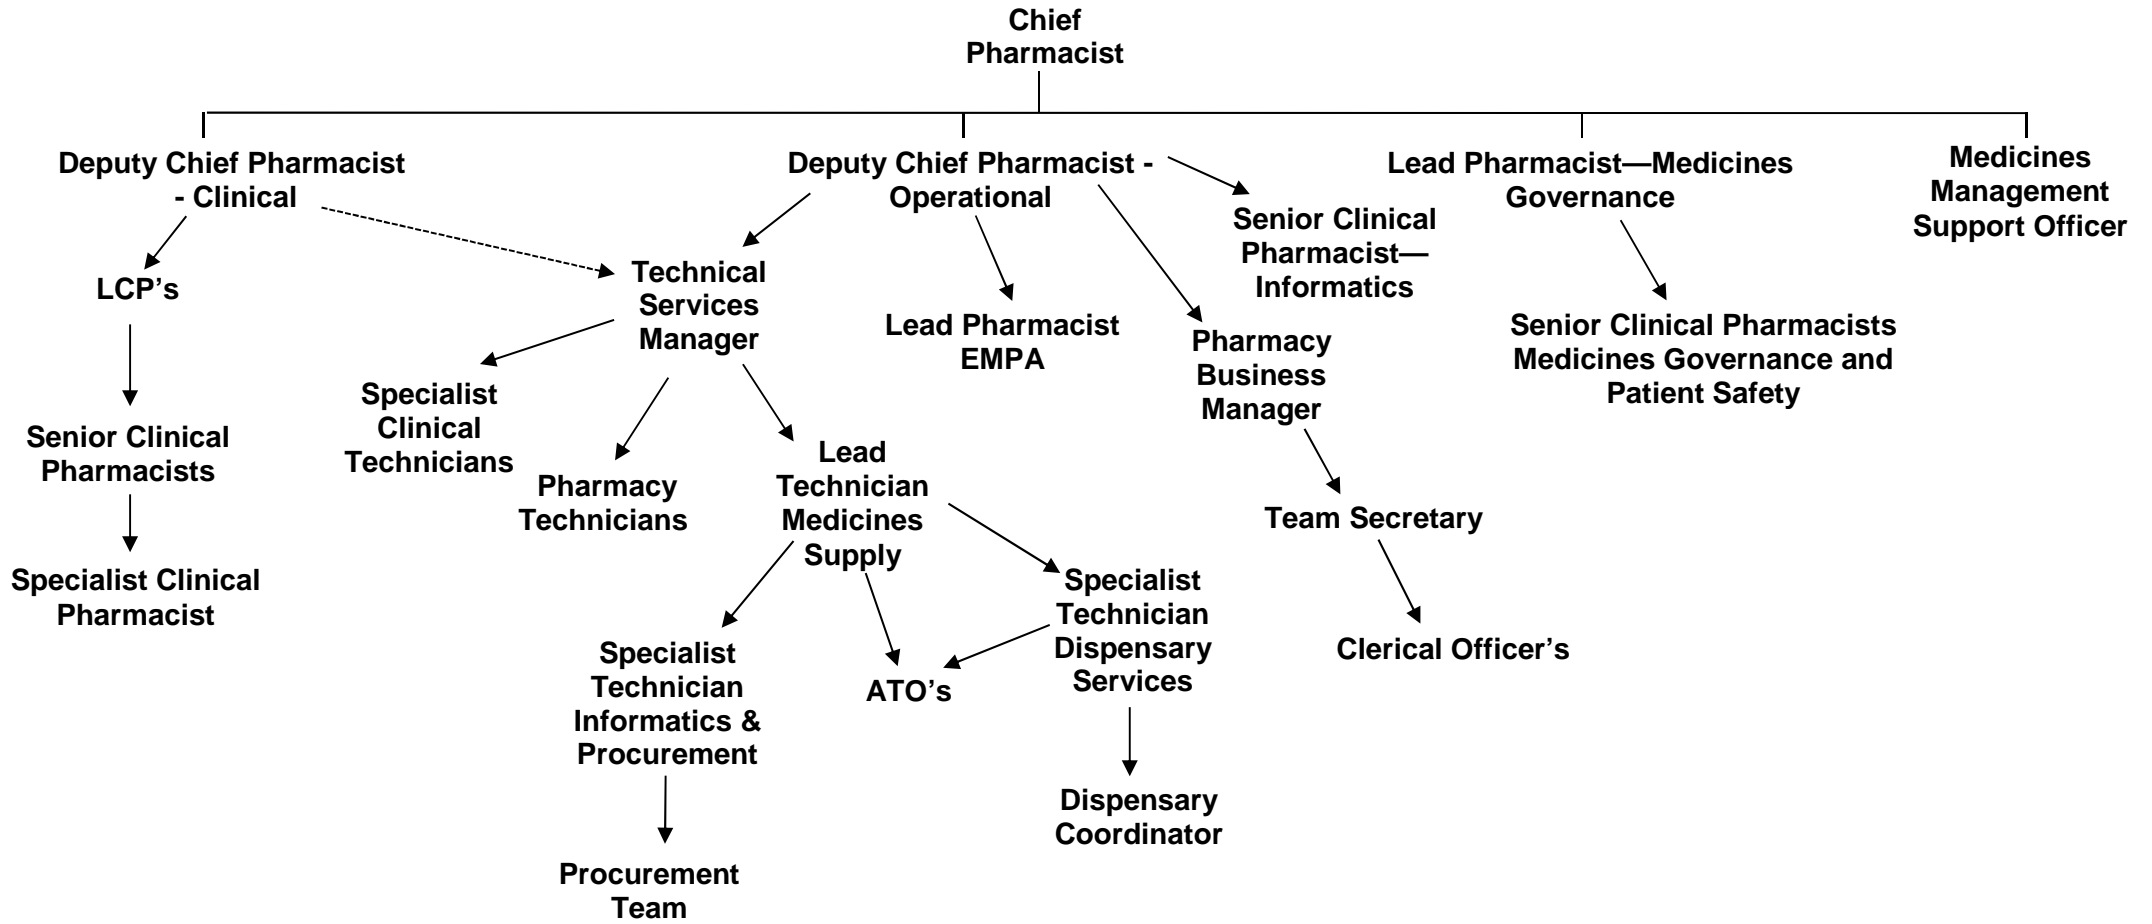 Chief
Pharmacist
Deputy Chief Pharmacist
- Clinical
Deputy Chief Pharmacist -
Operational
Lead Pharmacist—Medicines
Governance
Medicines
Management
Support Officer
Senior Clinical
Pharmacist—
Informatics
LCP’s
Technical
Services
Manager
Lead Pharmacist
EMPA
Pharmacy
Business
Manager
Senior Clinical Pharmacists
Medicines Governance and
Patient Safety
Specialist
Clinical
Technicians
Senior Clinical
Pharmacists
Pharmacy
Technicians
Lead
Technician
Medicines
Supply
Team Secretary
Specialist Clinical
Pharmacist
Specialist
Technician
Dispensary
Services
Specialist
Technician
Informatics &
Procurement
ATO’s
Clerical Officer’s
Dispensary
Coordinator
Procurement
Team